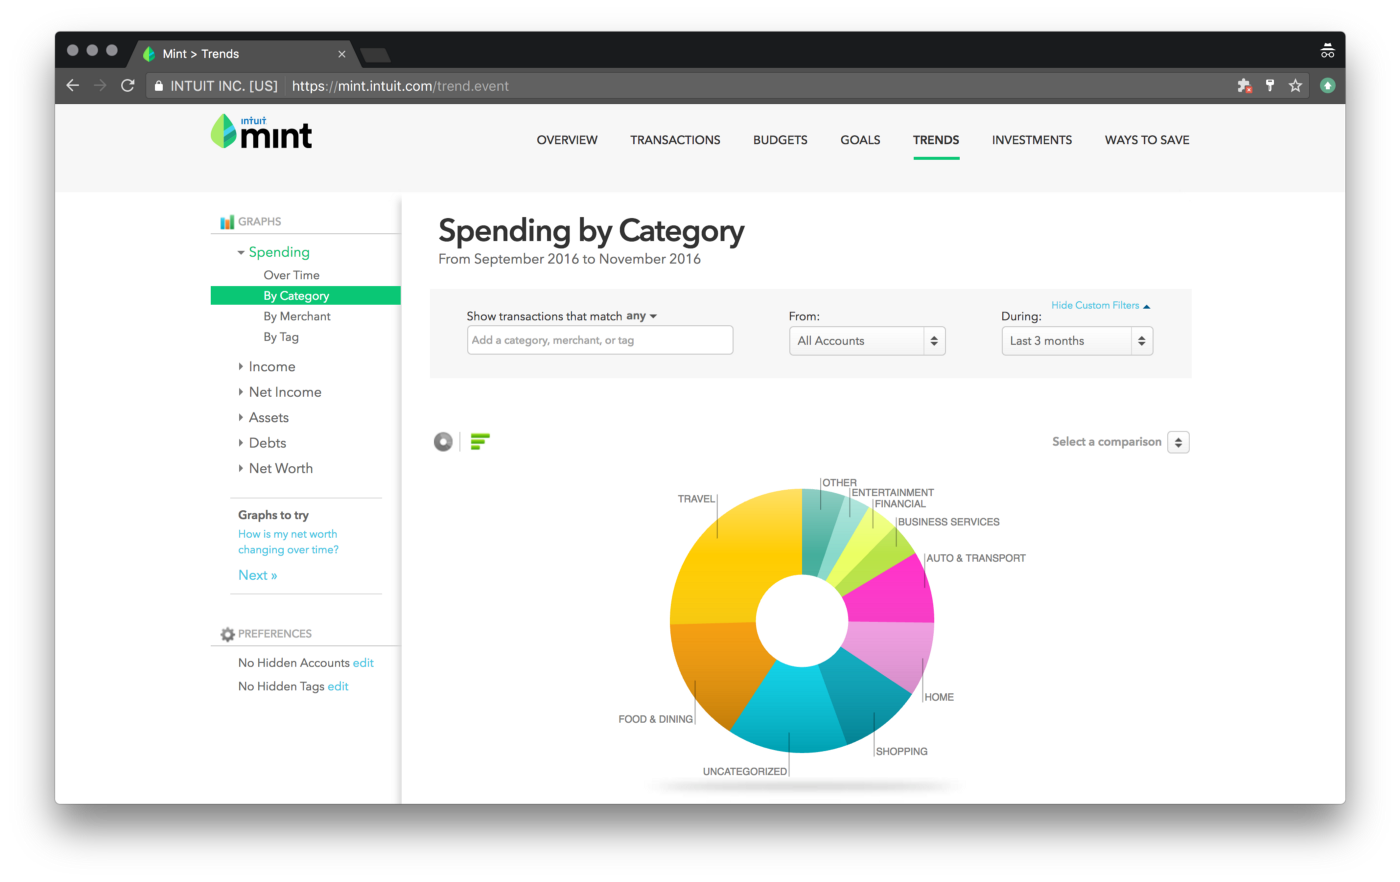 Mint > Trends
INTUIT INC. [US] https://mint.intuit.com/trend.event
intuit
mint
OVERVIEW TRANSACTIONS BUDGETS GOALS TRENDS INVESTMENTS WAYS TO SAVE
GRAPHS
Spending
Over Time
By Category
By Merchant
By Tag
Income
Net Income
Assets
Debts
Net Worth
Graphs to try
How is my net worth
changing over time?
Next »
PREFERENCES
No Hidden Accounts edit
No Hidden Tags edit
Spending by Category
From September 2016 to November 2016
Hide Custom Filters
Show transactions that match any
From:
During:
Add a category, merchant, or tag
All Accounts
Last 3 months
Select a comparison
OTHER
ENTERTAINMENT
TRAVEL
FINANCIAL
BUSINESS SERVICES
AUTO & TRANSPORT
HOME
FOOD & DINING
SHOPPING
UNCATEGORIZED